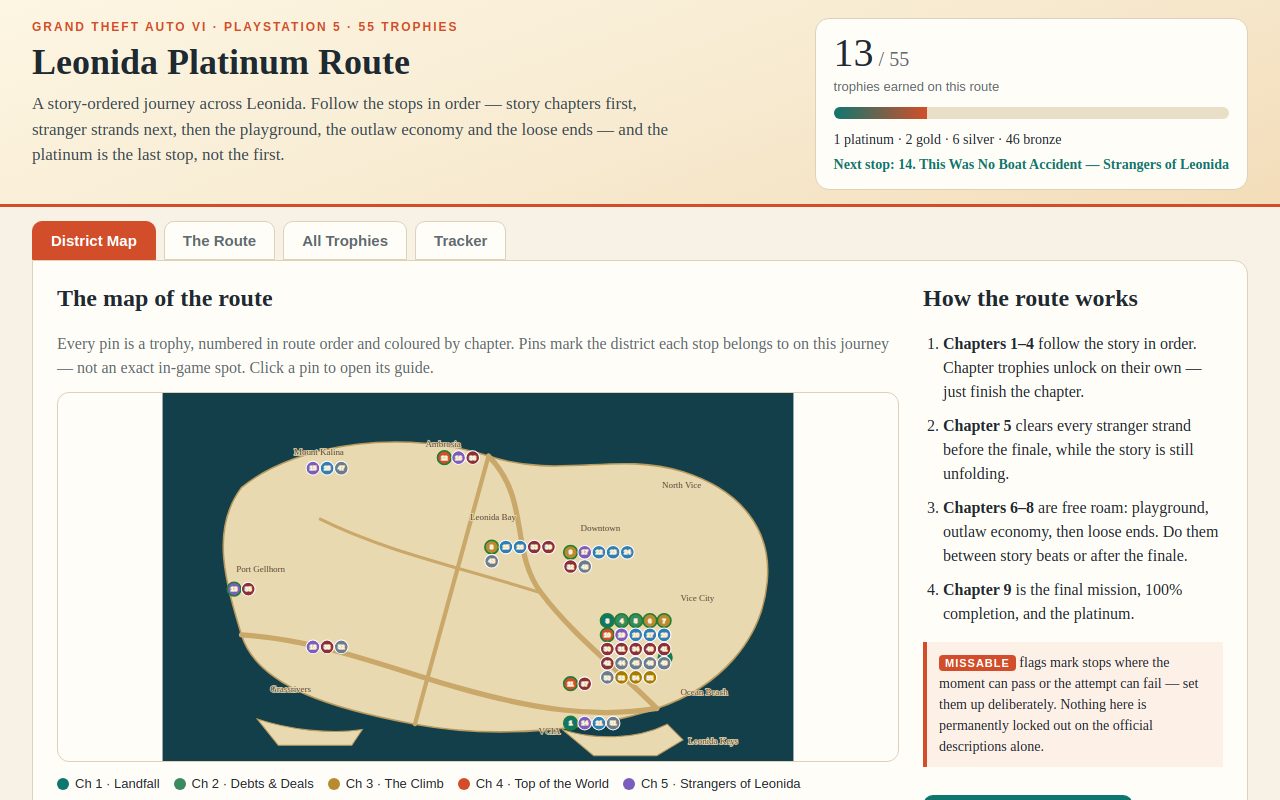 GRAND THEFT AUTO VI · PLAYSTATION 5 · 55 TROPHIES
Leonida Platinum Route
A story-ordered journey across Leonida. Follow the stops in order — story chapters first,
stranger strands next, then the playground, the outlaw economy and the loose ends — and the
platinum is the last stop, not the first.
13 / 55
trophies earned on this route
1 platinum · 2 gold · 6 silver · 46 bronze
Next stop: 14. This Was No Boat Accident — Strangers of Leonida
District Map
The Route
All Trophies
Tracker
The map of the route
Every pin is a trophy, numbered in route order and coloured by chapter. Pins mark the district each stop belongs to on this journey
— not an exact in-game spot. Click a pin to open its guide.
Ambrosia
Mount Kalina
North Vice
Leonida Bay
Downtown
Port Gellhorn
Vice City
Grassrivers
Ocean Beach
Leonida Keys
Ch 1 · Landfall
Ch 2 · Debts & Deals
Ch 3 · The Climb
Ch 4 · Top of the World
Ch 5 · Strangers of Leonida
How the route works
1. Chapters 1–4 follow the story in order.
Chapter trophies unlock on their own —
just finish the chapter.
2. Chapter 5 clears every stranger strand
before the finale, while the story is still
unfolding.
3. Chapters 6–8 are free roam: playground,
outlaw economy, then loose ends. Do them
between story beats or after the finale.
4. Chapter 9 is the final mission, 100%
completion, and the platinum.
MISSABLE flags mark stops where the
moment can pass or the attempt can fail — set
them up deliberately. Nothing here is
permanently locked out on the official
descriptions alone.